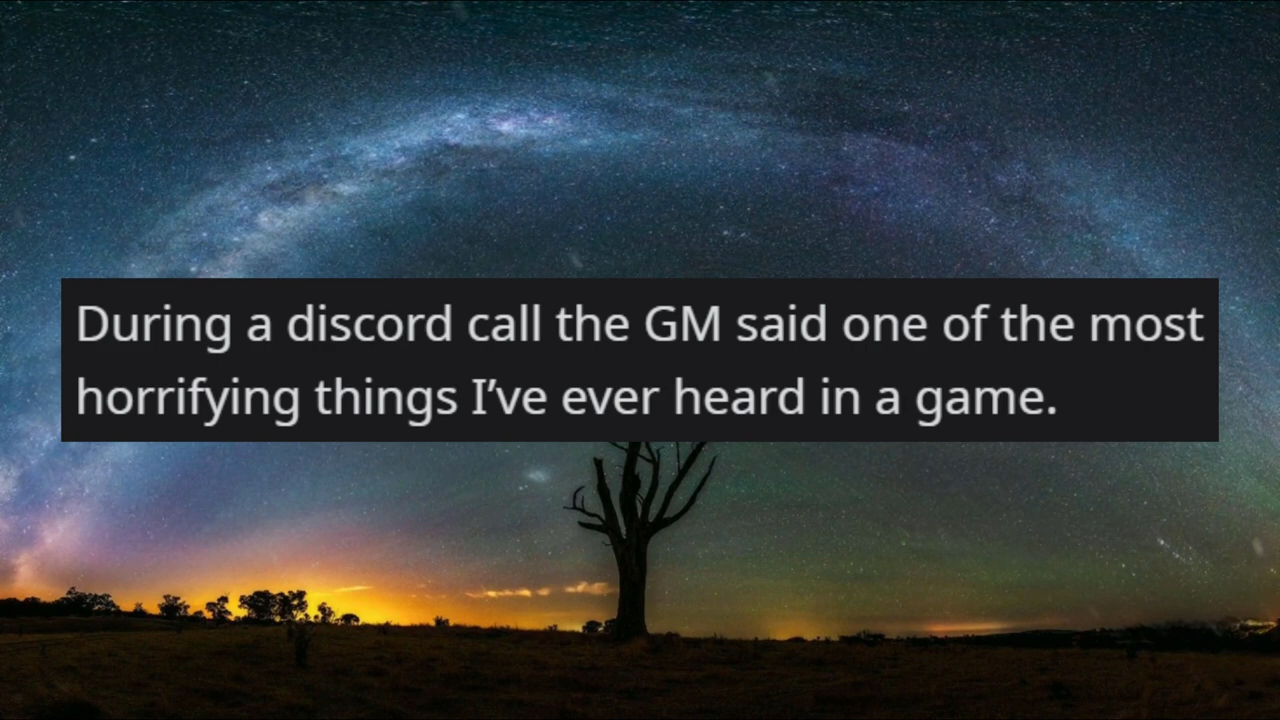 During a discord call the GM said one of the most
horrifying things I’ve ever heard in a game.